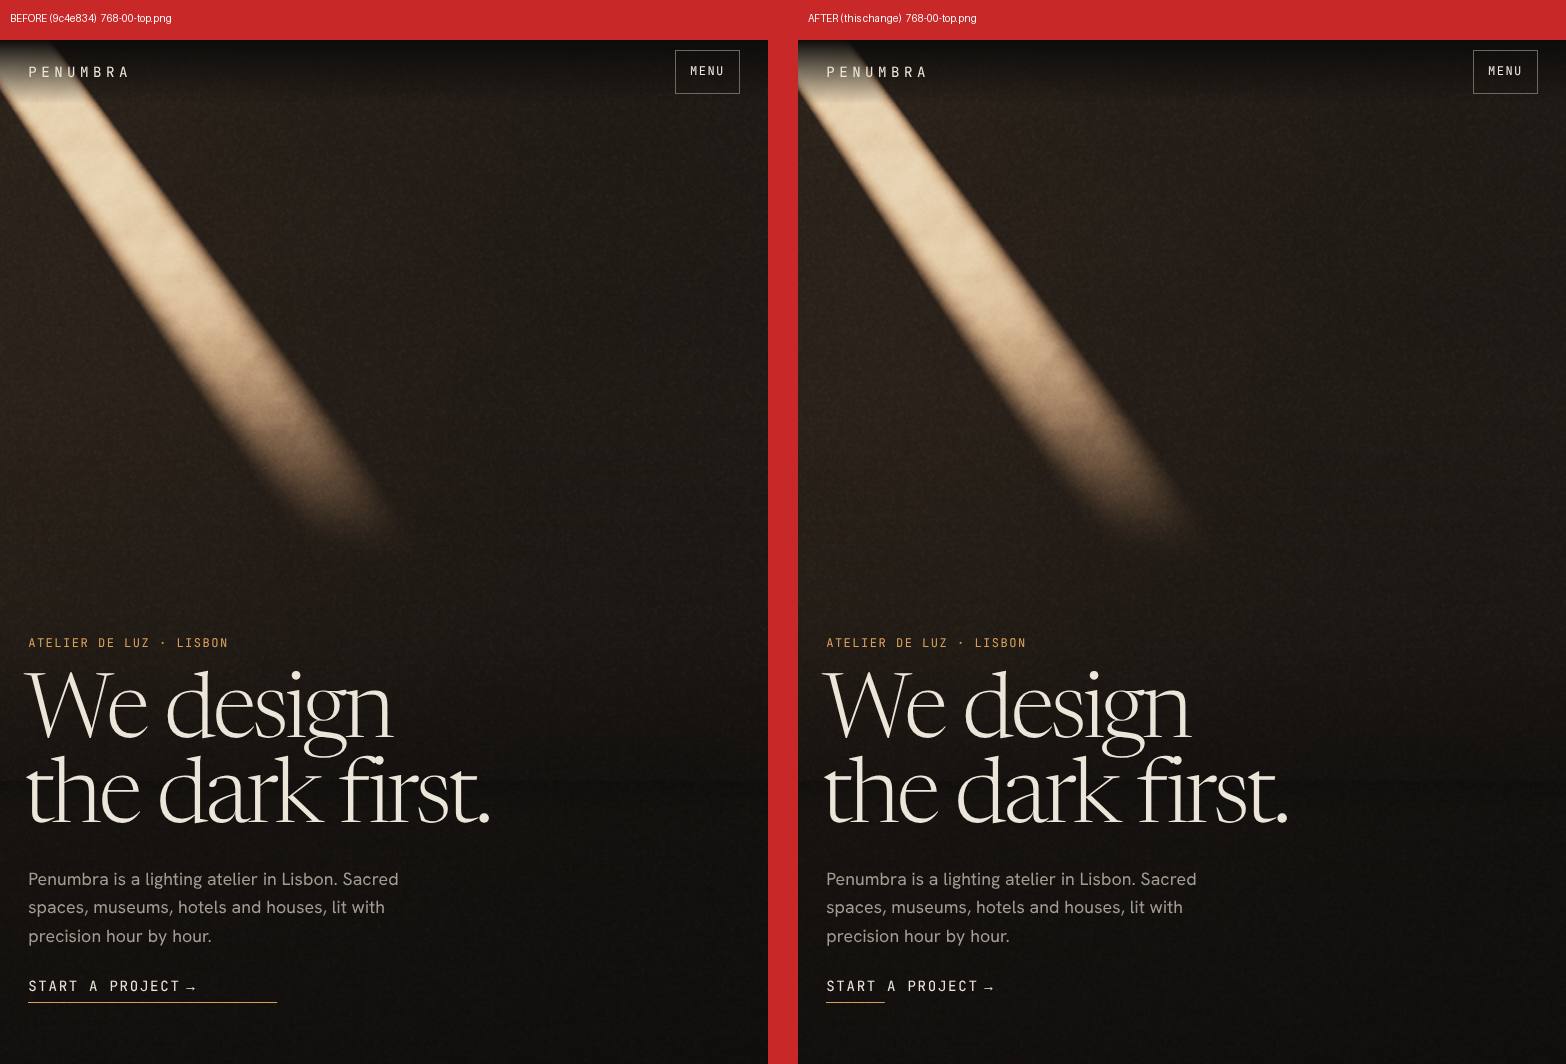 BEFORE (9c4e834) 768-00-top.png
PENUMBRA
MENU
ATELIER DE LUZ · LISBON
We design
the dark first.
Penumbra is a lighting atelier in Lisbon. Sacred
spaces, museums, hotels and houses, lit with
precision hour by hour.
START A PROJECT →
AFTER (this change) 768-00-top.png
PENUMBRA
MENU
ATELIER DE LUZ · LISBON
We design
the dark first.
Penumbra is a lighting atelier in Lisbon. Sacred
spaces, museums, hotels and houses, lit with
precision hour by hour.
START A PROJECT →